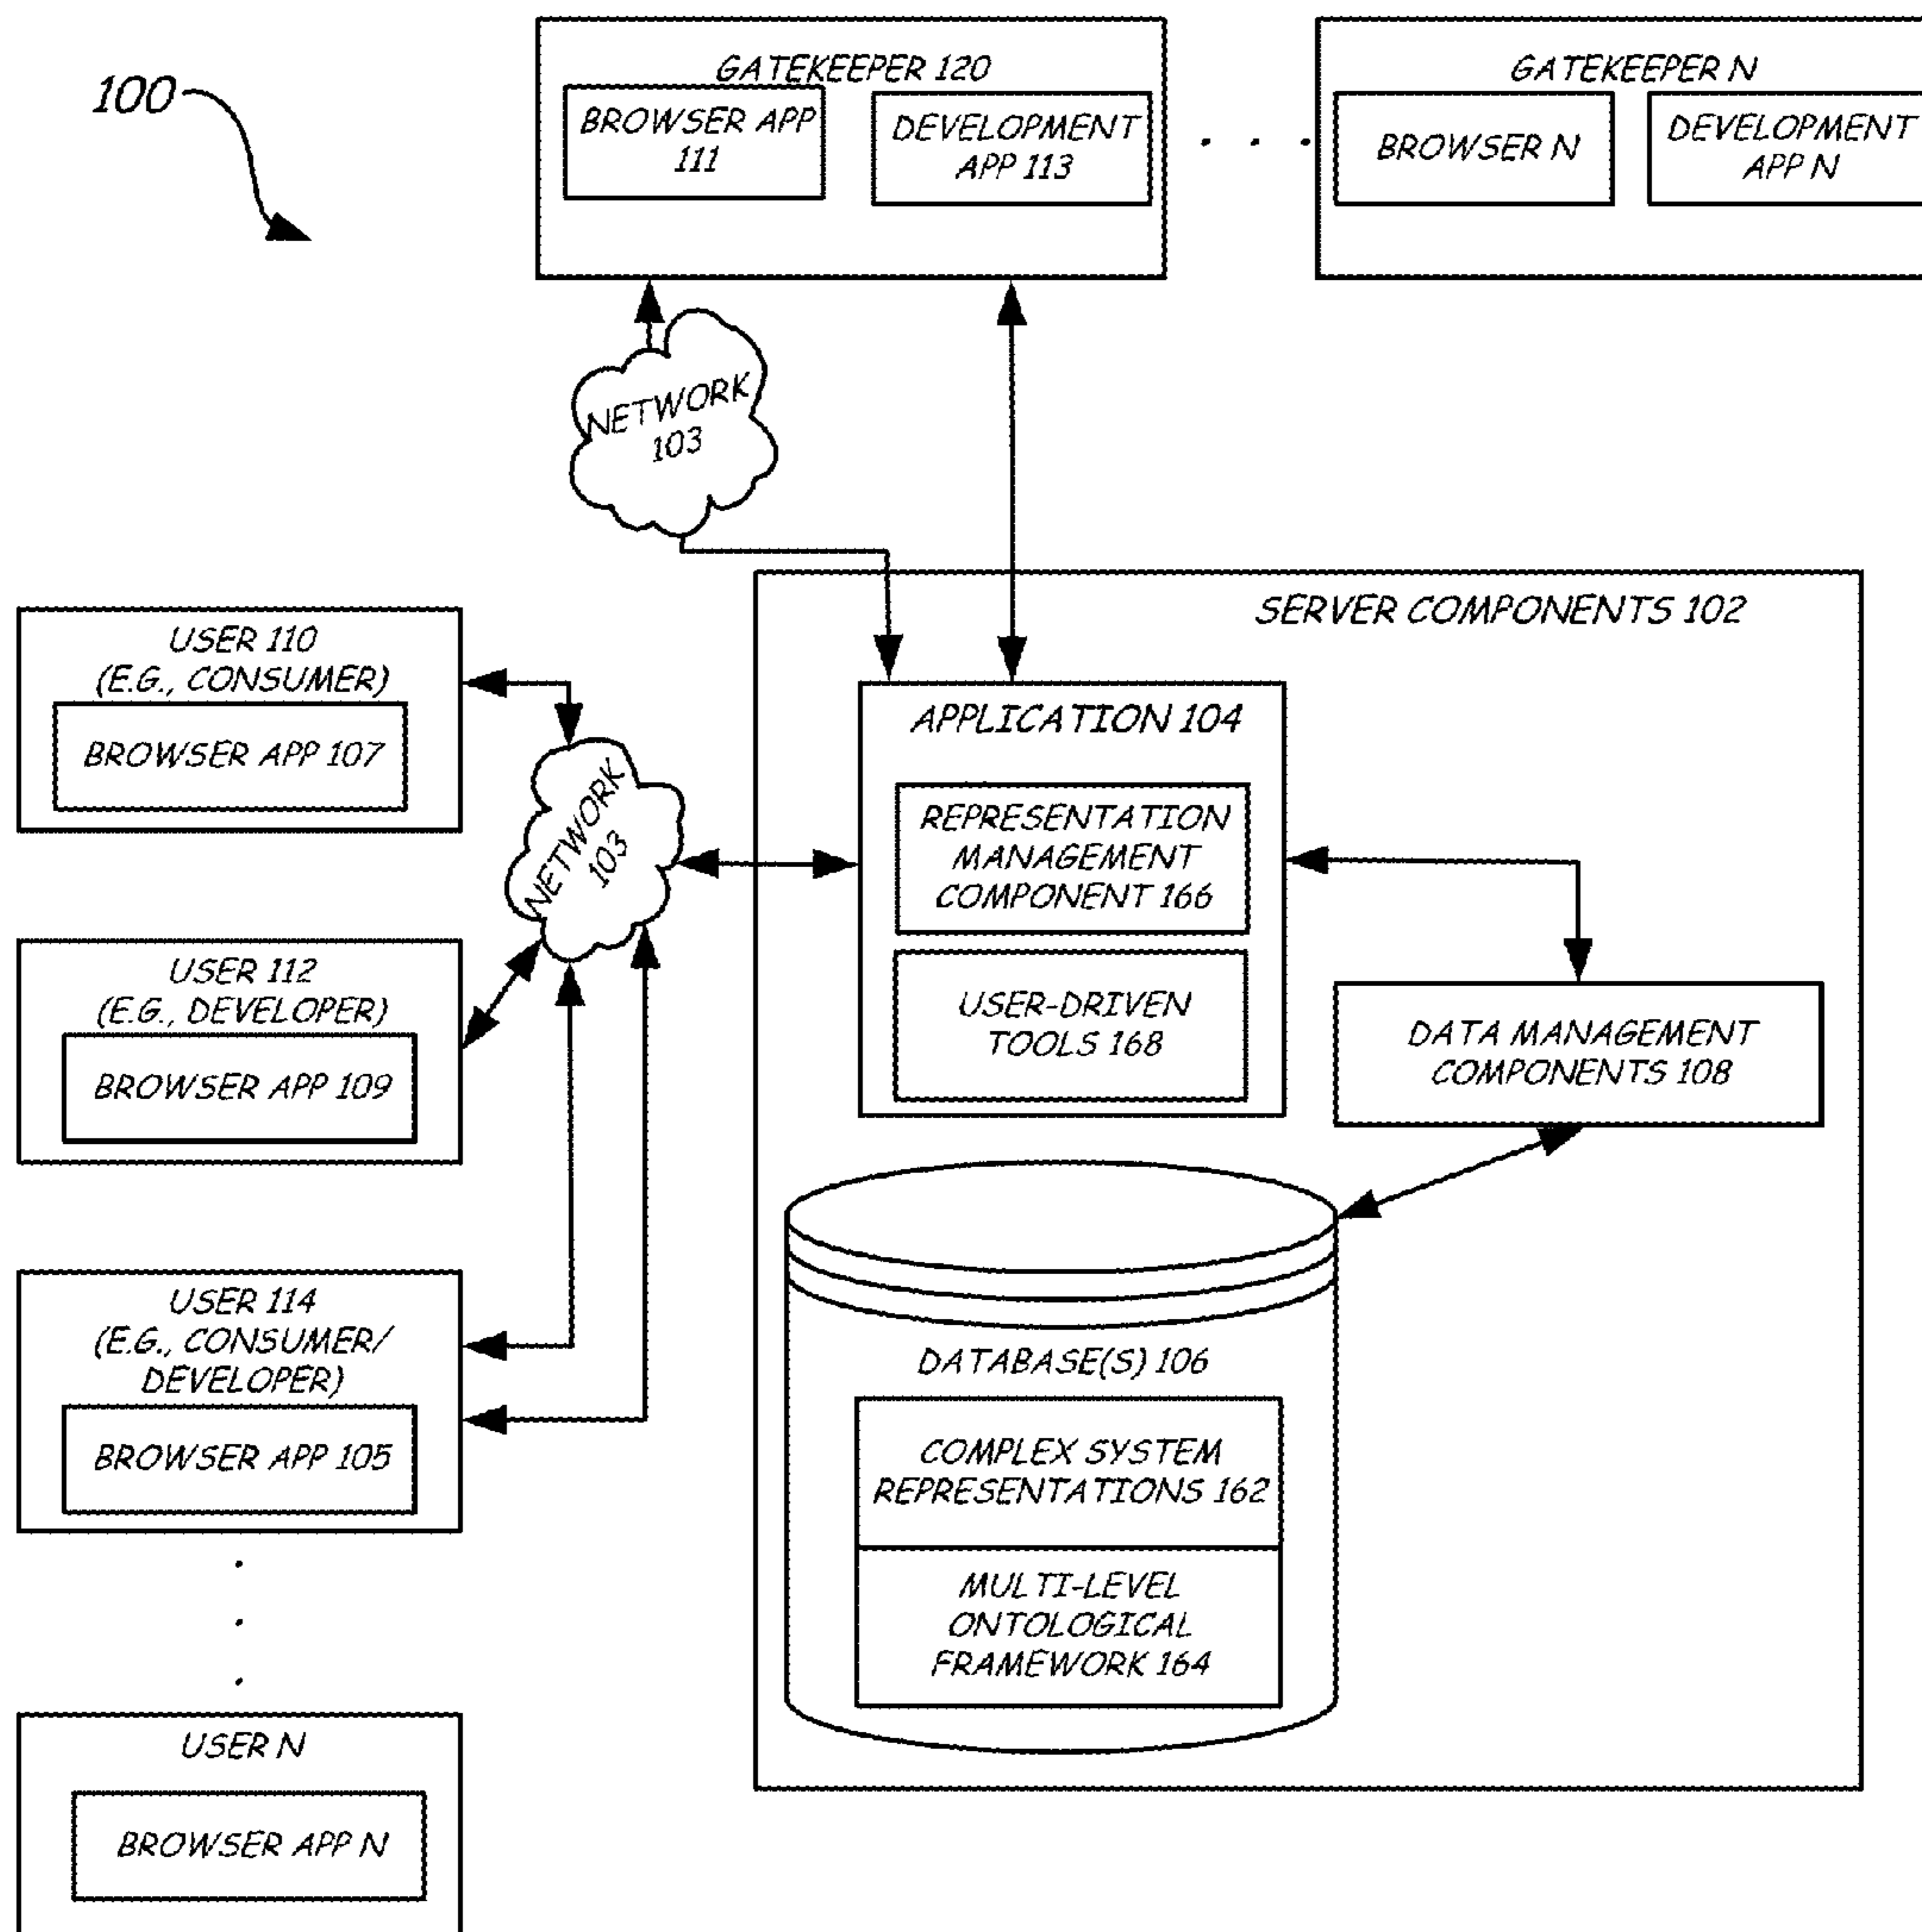 100
GATEKEEPER 120
BROWSER APP
111
DEVELOPMENT
APP 113
. . .
GATEKEEPER N
BROWSER N
DEVELOPMENT
APP N
NETWORK
103
SERVER COMPONENTS 102
USER 110
(E.G., CONSUMER)
BROWSER APP 107
NETWORK
103
APPLICATION 104
REPRESENTATION
MANAGEMENT
COMPONENT 166
USER-DRIVEN
TOOLS 168
USER 112
(E.G., DEVELOPER)
BROWSER APP 109
DATA MANAGEMENT
COMPONENTS 108
USER 114
(E.G., CONSUMER/
DEVELOPER)
BROWSER APP 105
DATABASE(S) 106
COMPLEX SYSTEM
REPRESENTATIONS 162
MULTI-LEVEL
ONTOLOGICAL
FRAMEWORK 164
.
.
.
USER N
BROWSER APP N